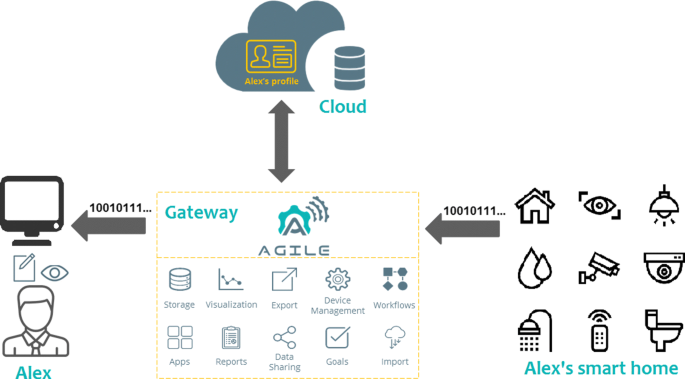 Alex's profile
Cloud
10010111...
Gateway
AGILE
10010111...
Storage
Visualization
Export
Device
Management
Workflows
Apps
Reports
Data
Sharing
Goals
Import
Alex
Alex's smart home